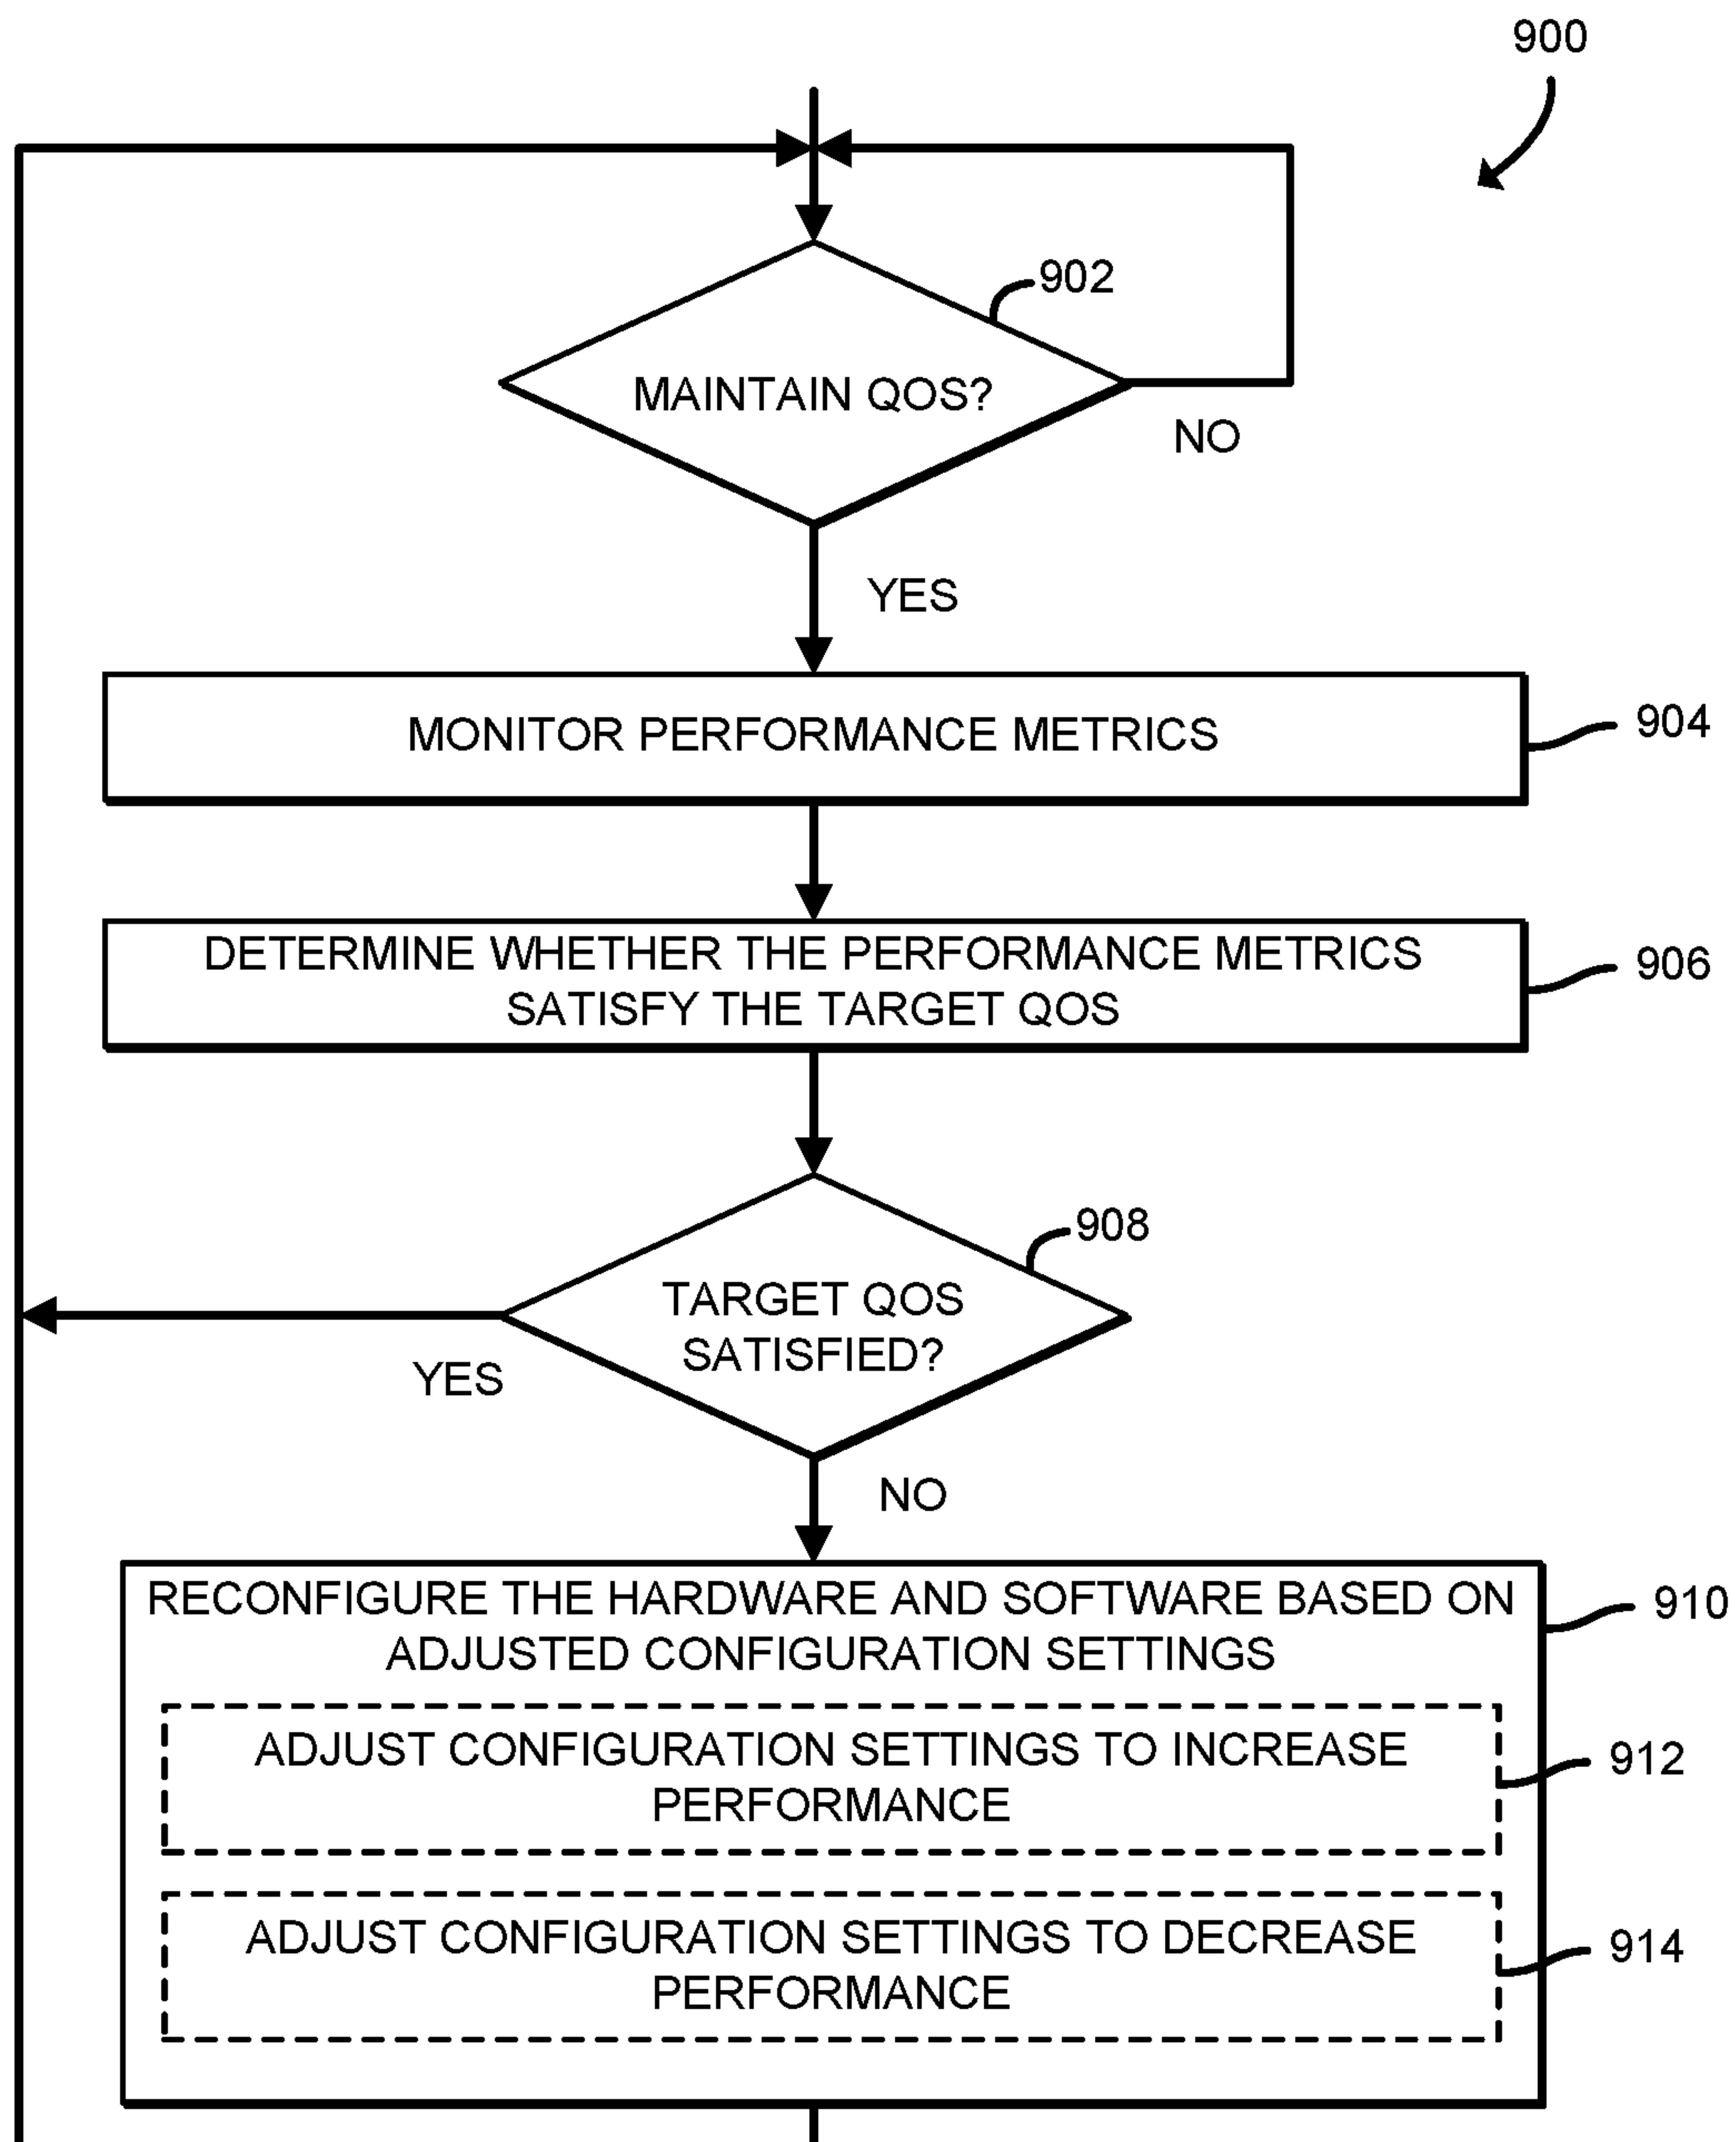 900
902
MAINTAIN QOS?
NO
YES
MONITOR PERFORMANCE METRICS
904
DETERMINE WHETHER THE PERFORMANCE METRICS
SATISFY THE TARGET QOS
906
908
TARGET QOS
SATISFIED?
YES
NO
RECONFIGURE THE HARDWARE AND SOFTWARE BASED ON
ADJUSTED CONFIGURATION SETTINGS
910
ADJUST CONFIGURATION SETTINGS TO INCREASE
PERFORMANCE
912
ADJUST CONFIGURATION SETTINGS TO DECREASE
PERFORMANCE
914